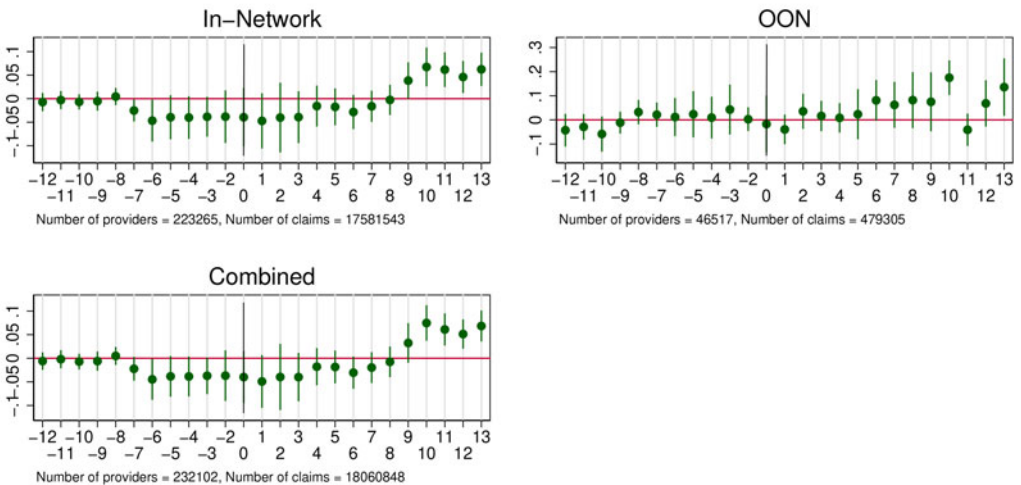 In-Network
.1
.05
0
-.05
-.1
-12 -10 -8 -6 -4 -2 1 3 5 7 9 11 13
-11 -9 -7 -5 -3 0 2 4 6 8 10 12
Number of providers = 223265, Number of claims = 17581543
OON
.3
.2
.1
0
-.1
-12 -10 -8 -6 -4 -2 1 3 5 7 9 11 13
-11 -9 -7 -5 -3 0 2 4 6 8 10 12
Number of providers = 46517, Number of claims = 479305
Combined
.1
.05
0
-.05
-.1
-12 -10 -8 -6 -4 -2 1 3 5 7 9 11 13
-11 -9 -7 -5 -3 0 2 4 6 8 10 12
Number of providers = 232102, Number of claims = 18060848